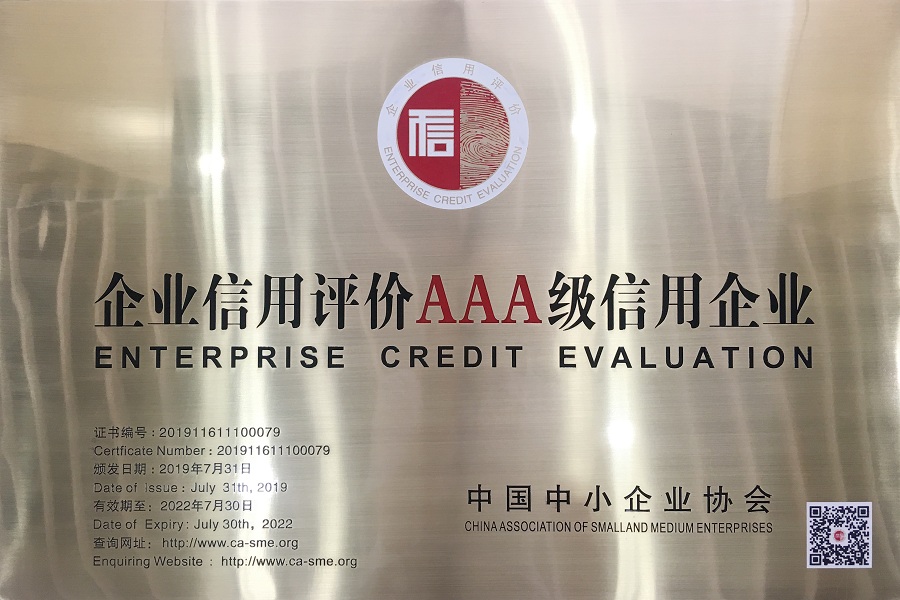 企业信用评价
信
ENTERPRISE CREDIT EVALUATION
企业信用评价AAA级信用企业
ENTERPRISE CREDIT EVALUATION
证书编号：201911611100079
Certficate Number : 201911611100079
颁发日期：2019年7月31日
Date of issue : July 31th, 2019
有效期至：2022年7月30日
Date of Expiry: July 30th, 2022
查询网址： http://www.ca-sme.org
Enquiring Website : http://www.ca-sme.org
中国中小企业协会
CHINA ASSOCIATION OF SMALLAND MEDIUM ENTERPRISES